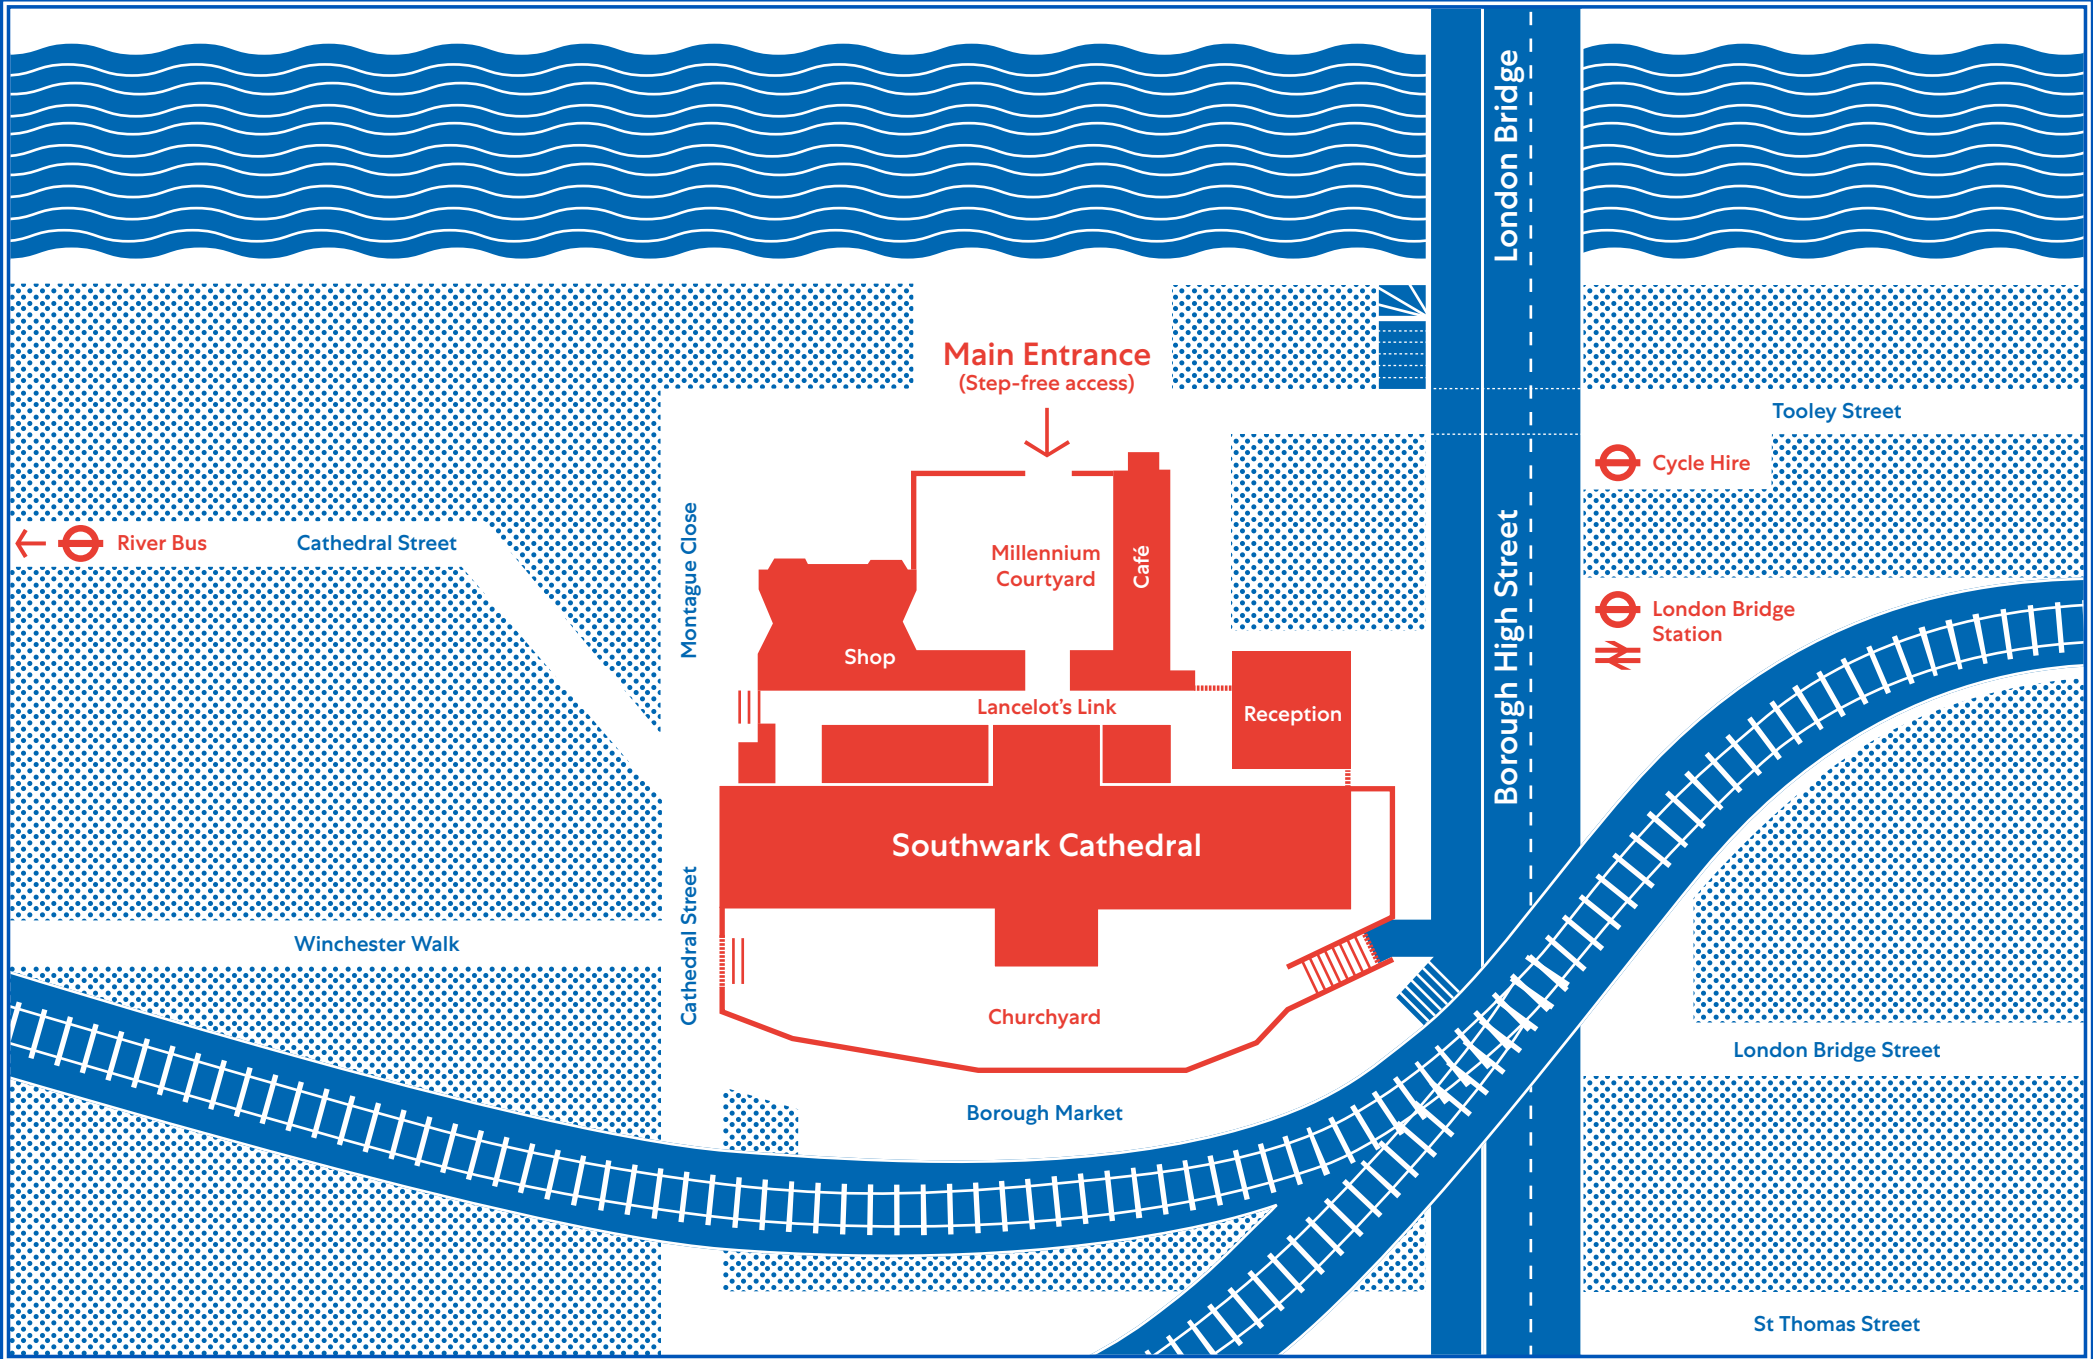 London Bridge
Main Entrance
(Step-free access)
Tooley Street
Cycle Hire
River Bus
Cathedral Street
Montague Close
Millennium
Courtyard
Café
Borough High Street
London Bridge
Station
Shop
Lancelot’s Link
Reception
Southwark Cathedral
Winchester Walk
Cathedral Street
Churchyard
London Bridge Street
Borough Market
St Thomas Street